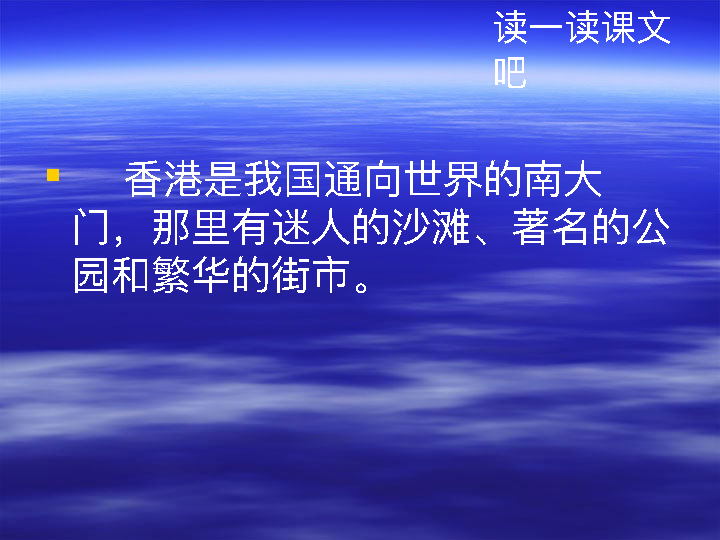 读一读课文
吧
香港是我国通向世界的南大
门，那里有迷人的沙滩、著名的公
园和繁华的街市。